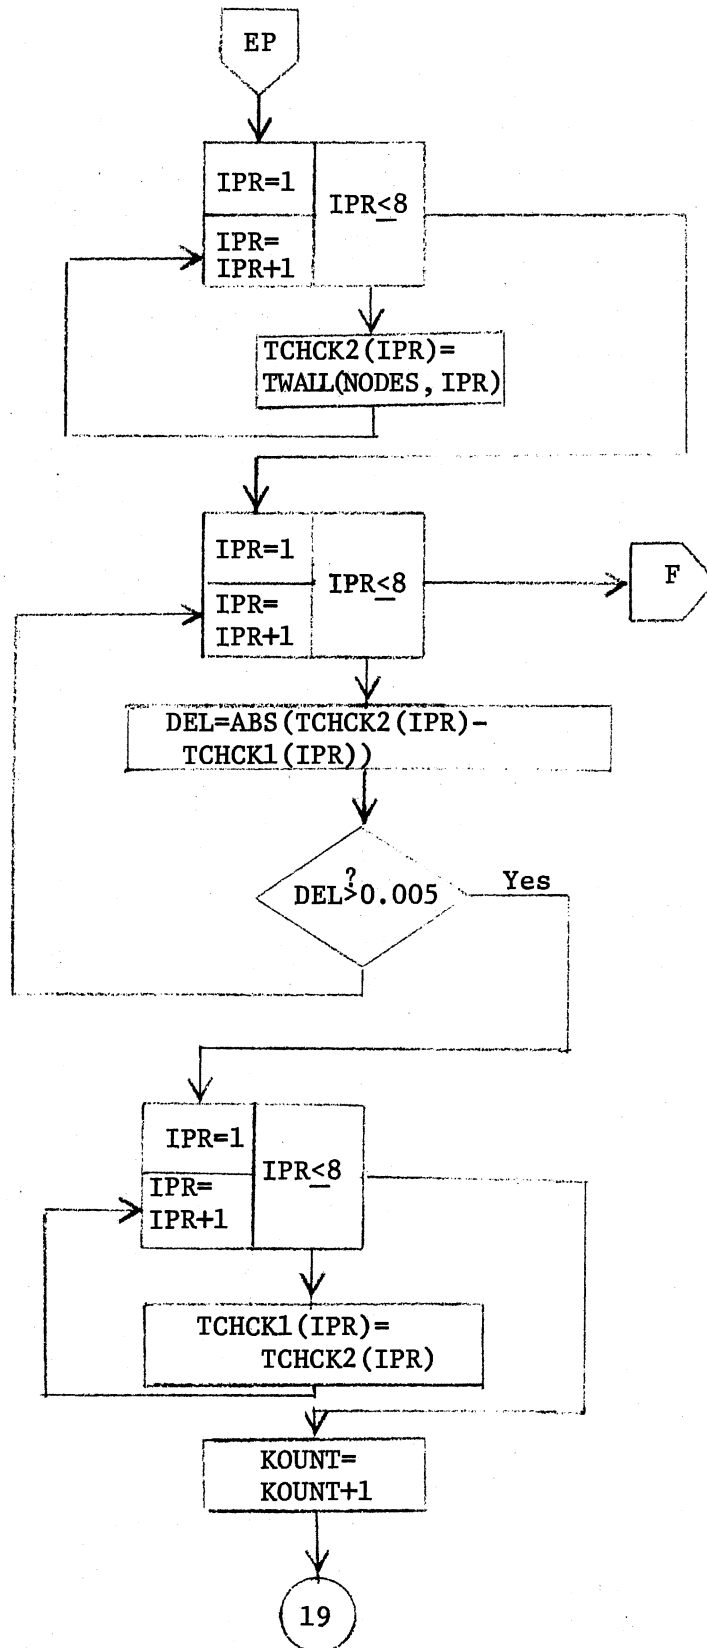 EP
IPR=1
IPR≤8
IPR=
IPR+1
TCHCK2(IPR)=
TWALL(NODES,IPR)
IPR=1
IPR≤8
IPR=
IPR+1
F
DEL=ABS(TCHCK2(IPR)-
TCHCK1(IPR))
?
DEL>0.005
Yes
IPR=1
IPR≤8
IPR=
IPR+1
TCHCK1(IPR)=
TCHCK2(IPR)
KOUNT=
KOUNT+1
19